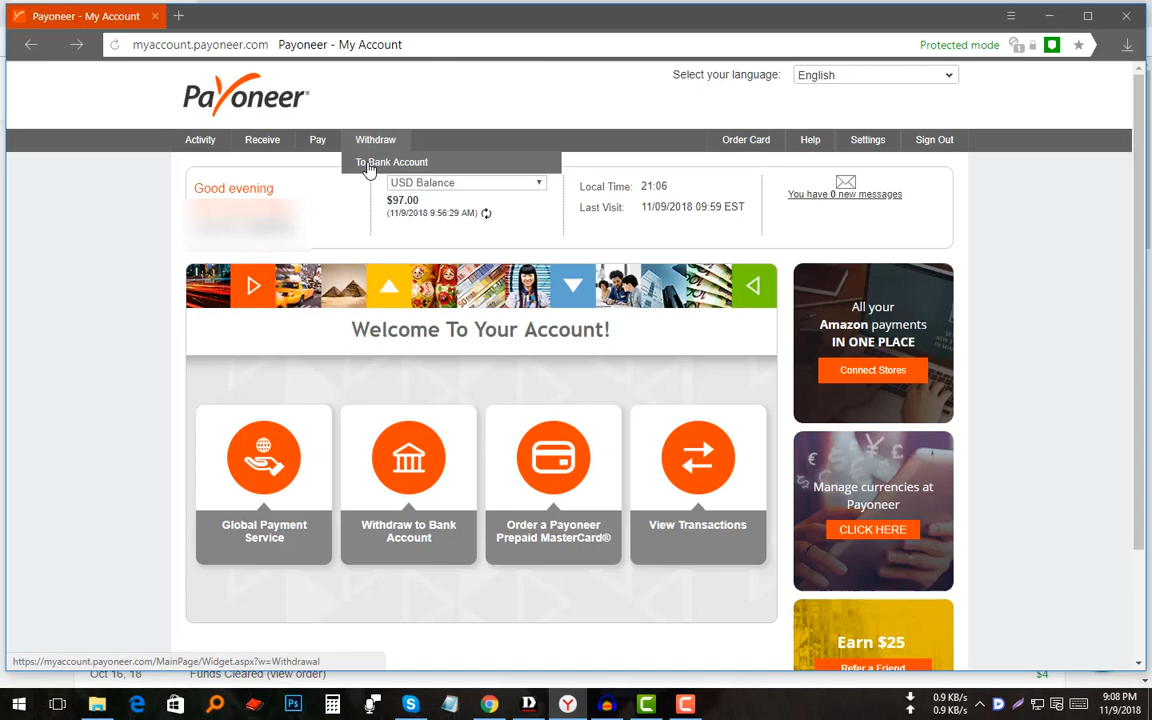 Payoneer - My Account
myaccount.payoneer.com Payoneer - My Account
Protected mode
Select your language: English
Payoneer
Activity Receive Pay Withdraw Order Card Help Settings Sign Out
To Bank Account
Good evening
USD Balance
$97.00
(11/9/2018 9:56:29 AM)
Local Time: 21:06
Last Visit: 11/09/2018 09:59 EST
You have 0 new messages
Welcome To Your Account!
Global Payment
Service
Withdraw to Bank
Account
Order a Payoneer
Prepaid MasterCard®
View Transactions
All your
Amazon payments
IN ONE PLACE
Connect Stores
Manage currencies at
Payoneer
CLICK HERE
Earn $25
Refer a Friend
https://myaccount.payoneer.com/MainPage/Widget.aspx?w=Withdrawal
Oct 16, 18 Funds Cleared (view order) $4
0.9 KB/s
0.9 KB/s
9:08 PM
11/9/2018